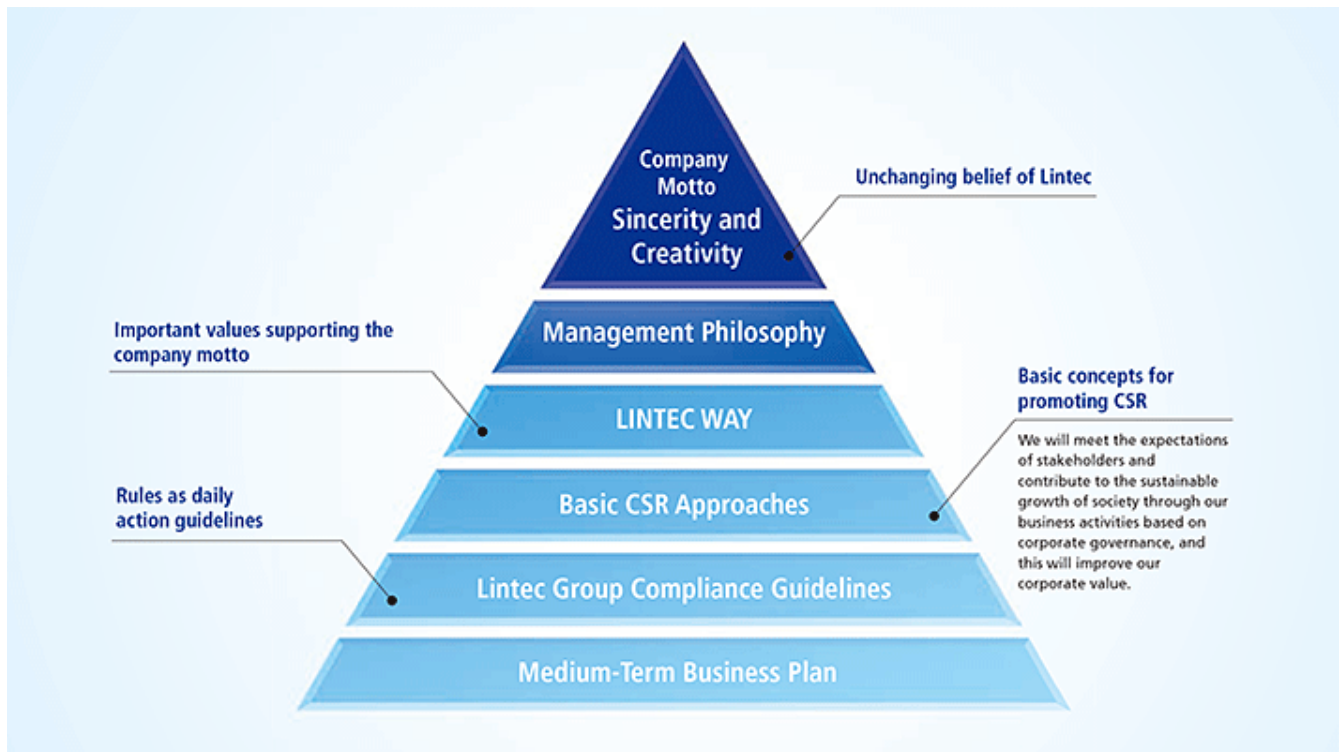 Company
Motto
Sincerity and
Creativity
Unchanging belief of Lintec
Management Philosophy
Important values supporting the
company motto
LINTEC WAY
Basic concepts for
promoting CSR
We will meet the expectations
of stakeholders and
contribute to the sustainable
growth of society through our
business activities based on
corporate governance, and
this will improve our
corporate value.
Basic CSR Approaches
Rules as daily
action guidelines
Lintec Group Compliance Guidelines
Medium-Term Business Plan